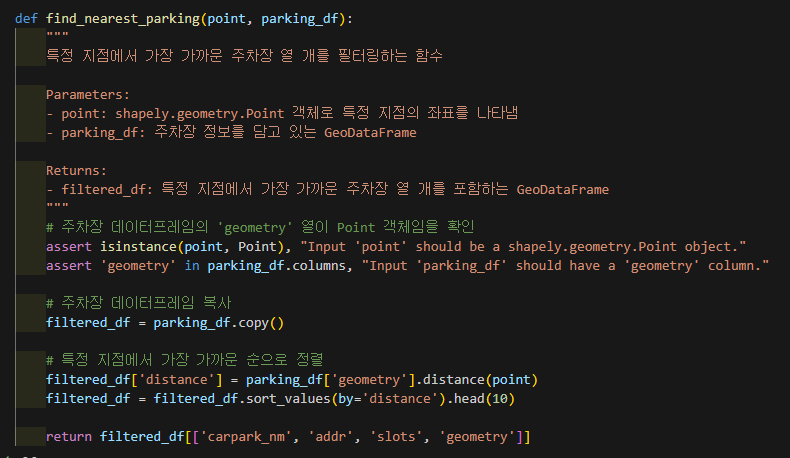 def find_nearest_parking(point, parking_df):
"""
특정 지점에서 가장 가까운 주차장 열 개를 필터링하는 함수
Parameters:
- point: shapely.geometry.Point 객체로 특정 지점의 좌표를 나타냄
- parking_df: 주차장 정보를 담고 있는 GeoDataFrame
Returns:
- filtered_df: 특정 지점에서 가장 가까운 주차장 열 개를 포함하는 GeoDataFrame
"""
# 주차장 데이터프레임의 'geometry' 열이 Point 객체임을 확인
assert isinstance(point, Point), "Input 'point' should be a shapely.geometry.Point object."
assert 'geometry' in parking_df.columns, "Input 'parking_df' should have a 'geometry' column."
# 주차장 데이터프레임 복사
filtered_df = parking_df.copy()
# 특정 지점에서 가장 가까운 순으로 정렬
filtered_df['distance'] = parking_df['geometry'].distance(point)
filtered_df = filtered_df.sort_values(by='distance').head(10)
return filtered_df[['carpark_nm', 'addr', 'slots', 'geometry']]